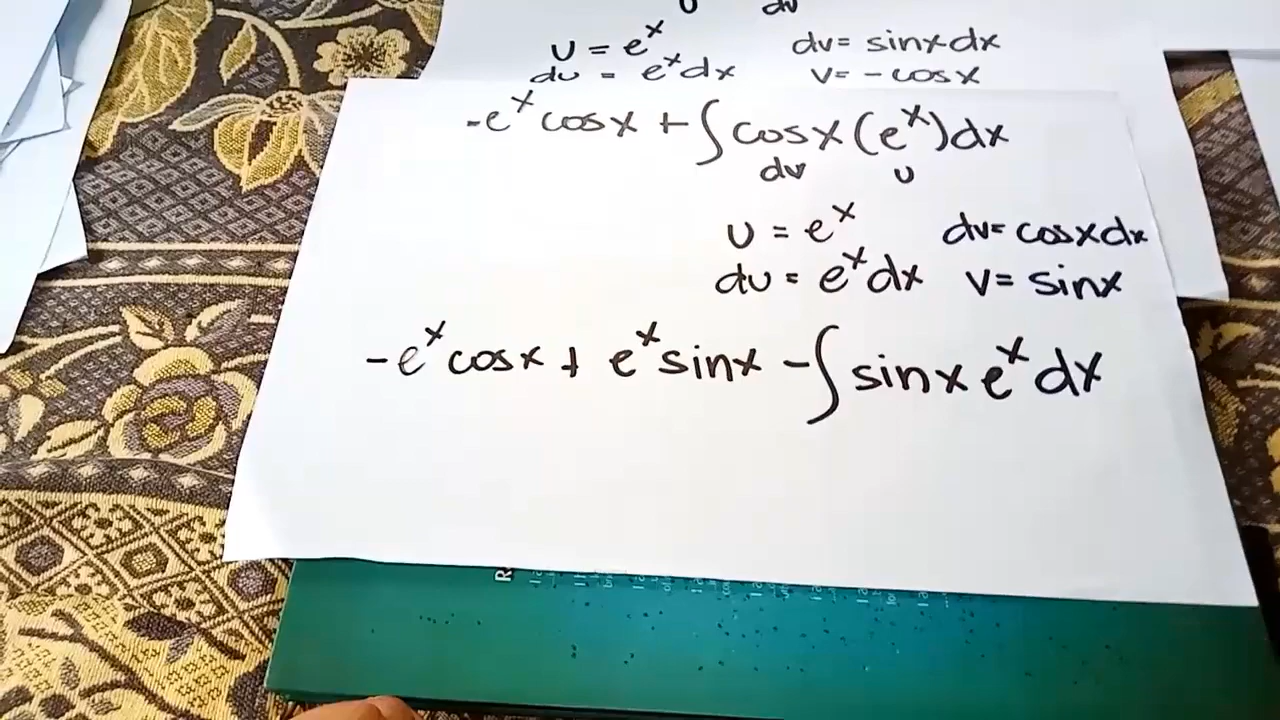 u dv
u = e^x dv = sinx dx
du = e^x dx v = - cosx
-e^x cosx + ∫ cosx (e^x) dx
dv u
u = e^x dv = cosx dx
du = e^x dx v = sinx
-e^x cosx + e^x sinx - ∫ sinx e^x dx